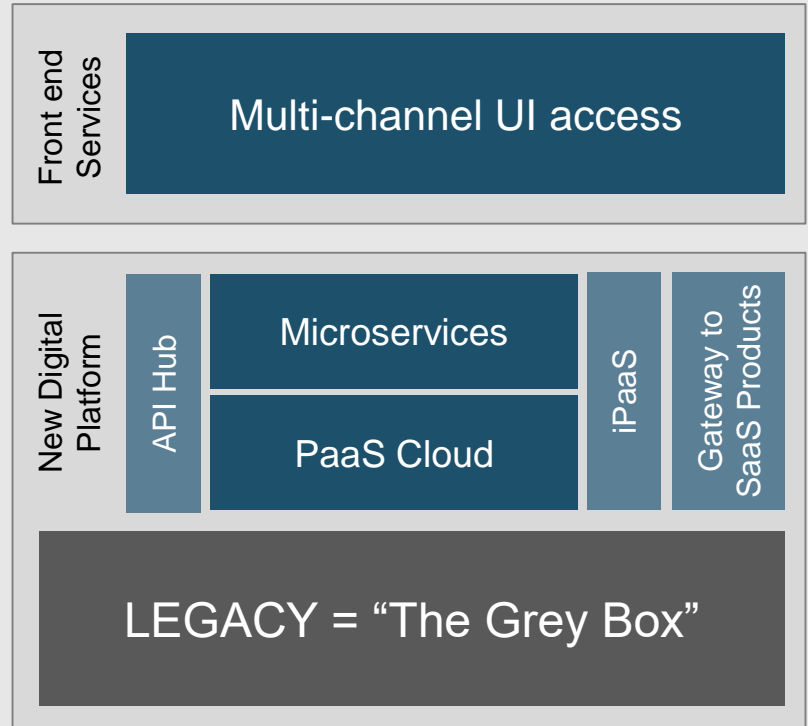 Front end
Services
Multi-channel UI access
New Digital
Platform
API Hub
Microservices
PaaS Cloud
iPaaS
Gateway to
SaaS Products
LEGACY = “The Grey Box”